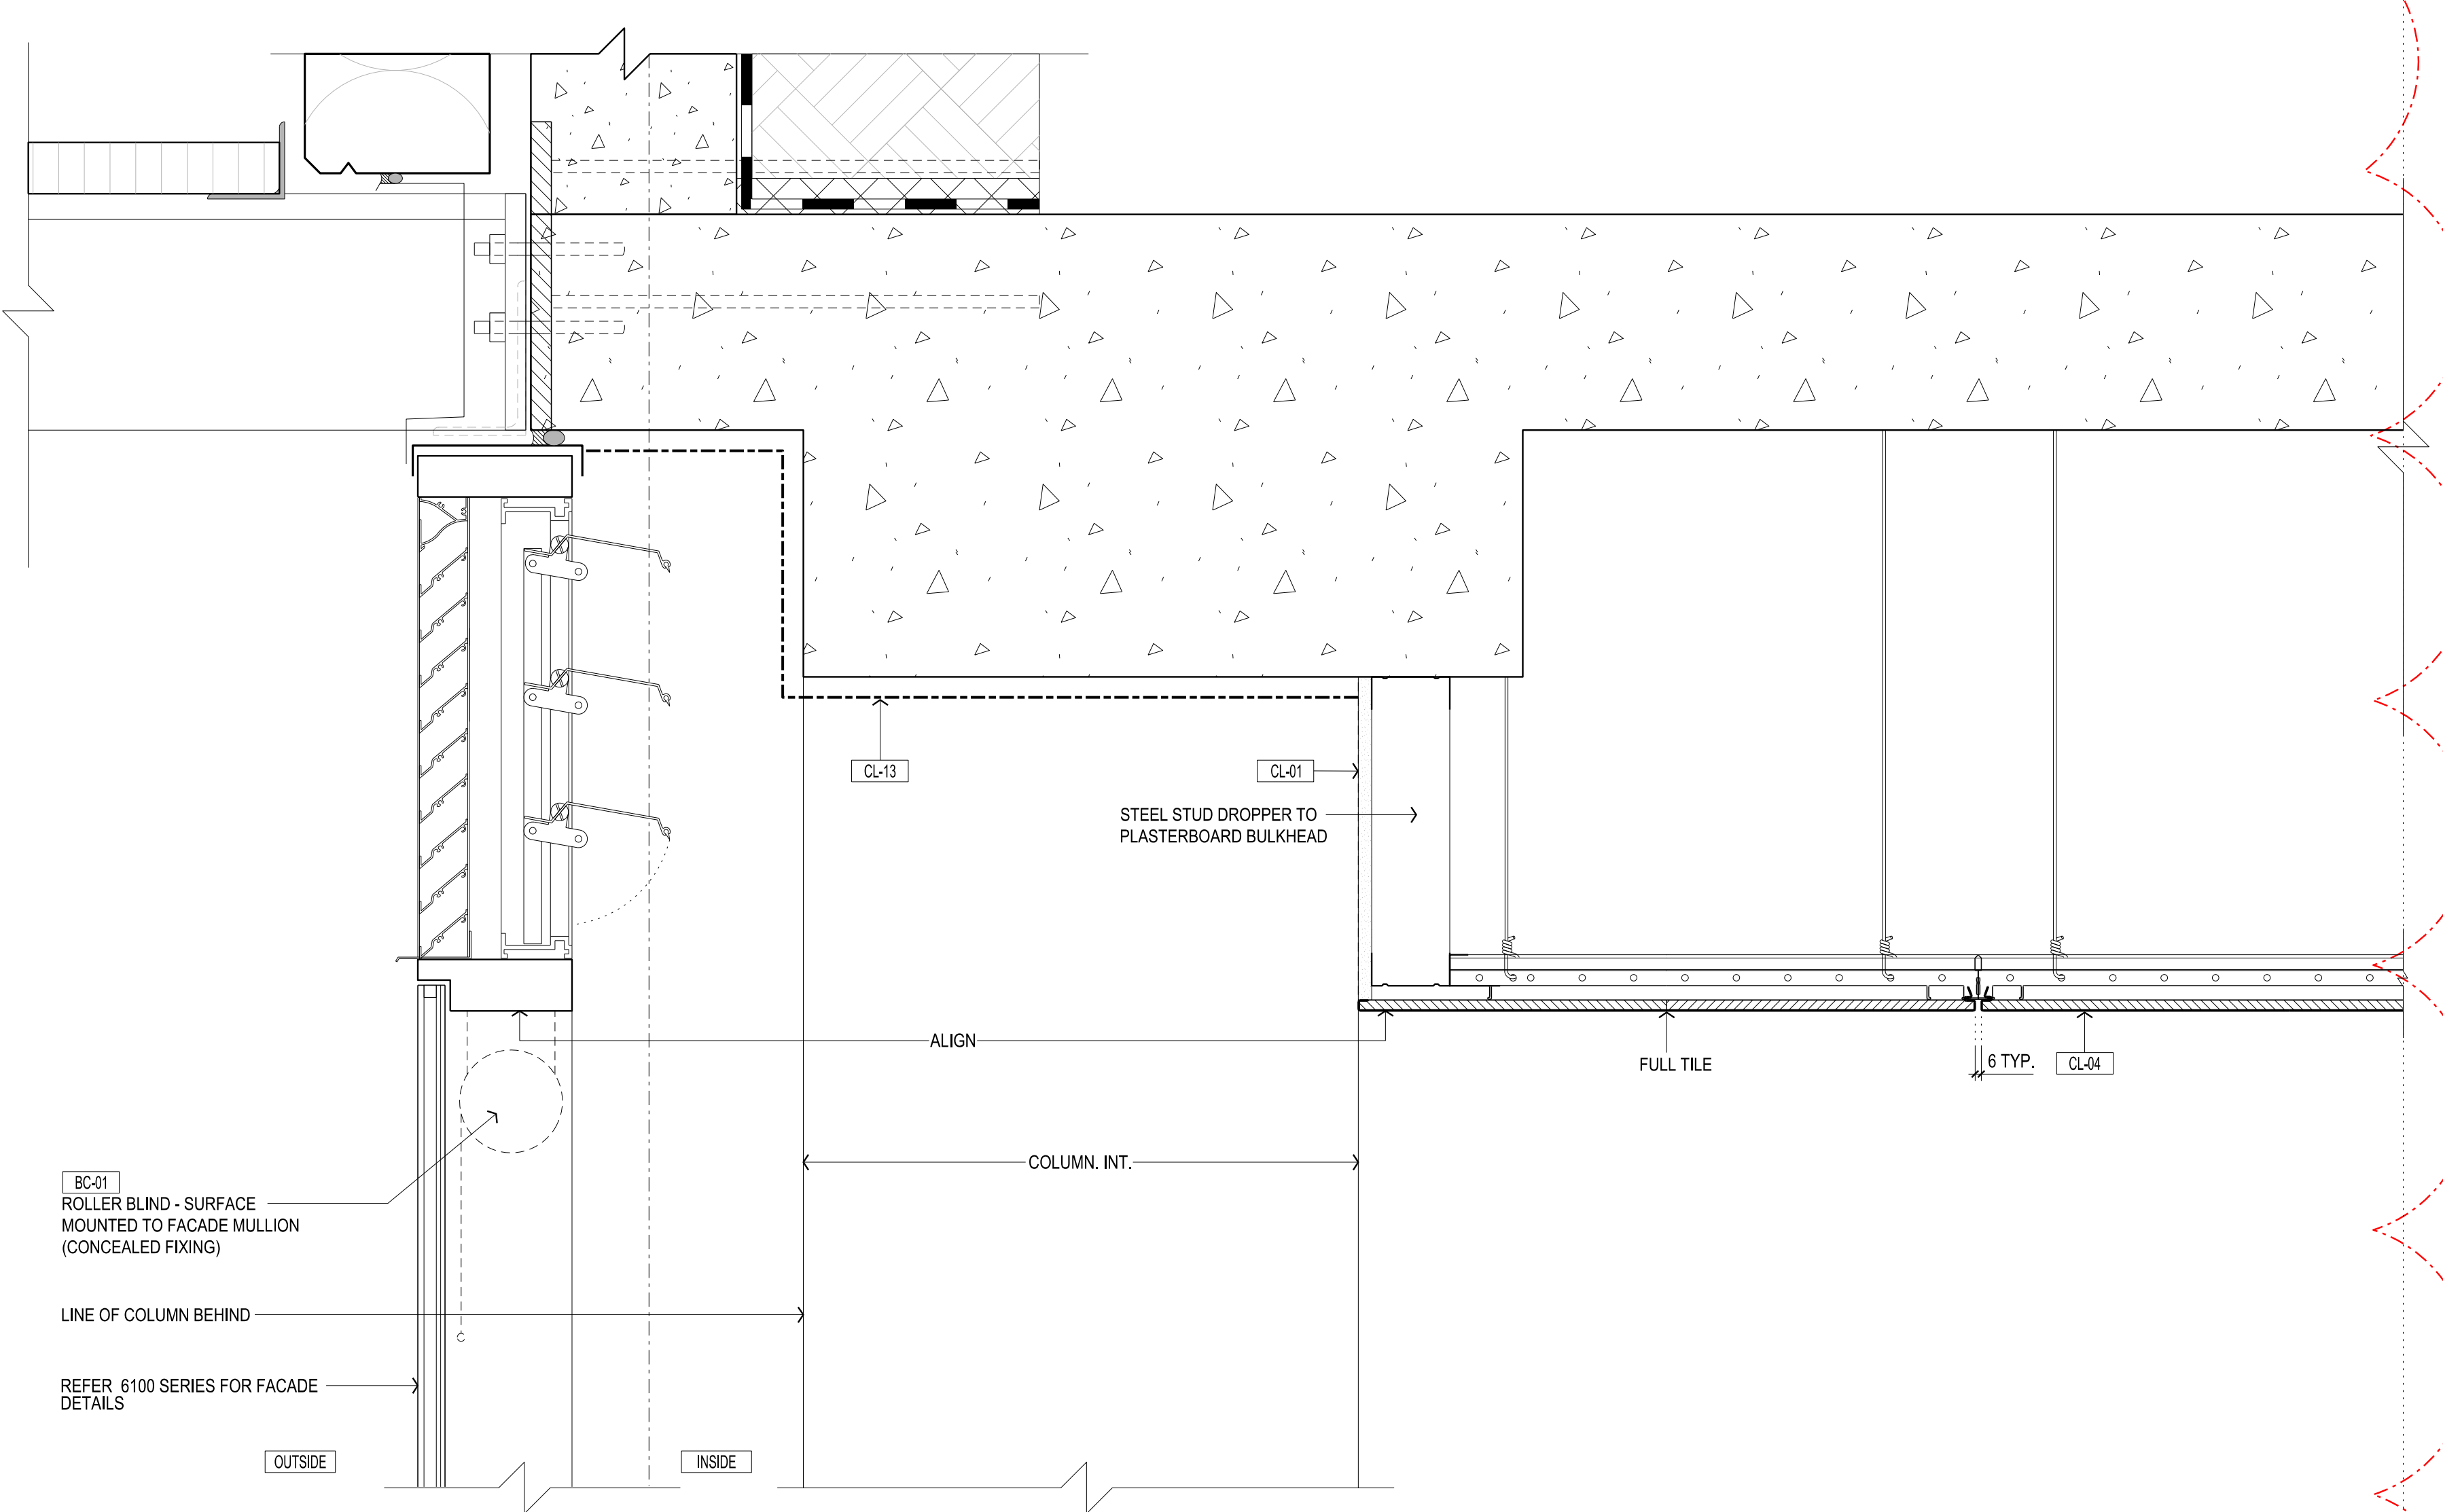 CL-13
CL-01
STEEL STUD DROPPER TO
PLASTERBOARD BULKHEAD
ALIGN
FULL TILE
6 TYP.
CL-04
COLUMN. INT.
BC-01
ROLLER BLIND - SURFACE
MOUNTED TO FACADE MULLION
(CONCEALED FIXING)
LINE OF COLUMN BEHIND
REFER 6100 SERIES FOR FACADE
DETAILS
OUTSIDE
INSIDE